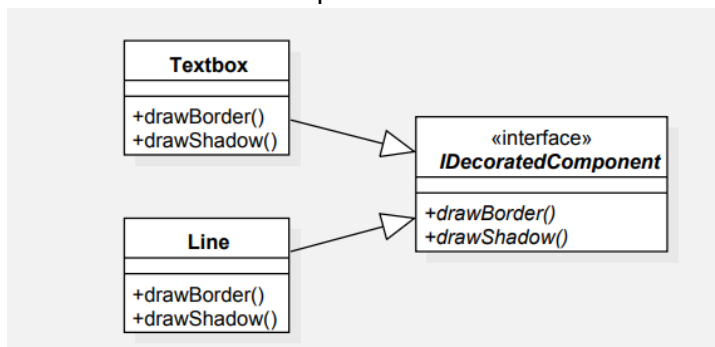 Textbox
+drawBorder()
+drawShadow()
«interface»
IDecoratedComponent
+drawBorder()
+drawShadow()
Line
+drawBorder()
+drawShadow()